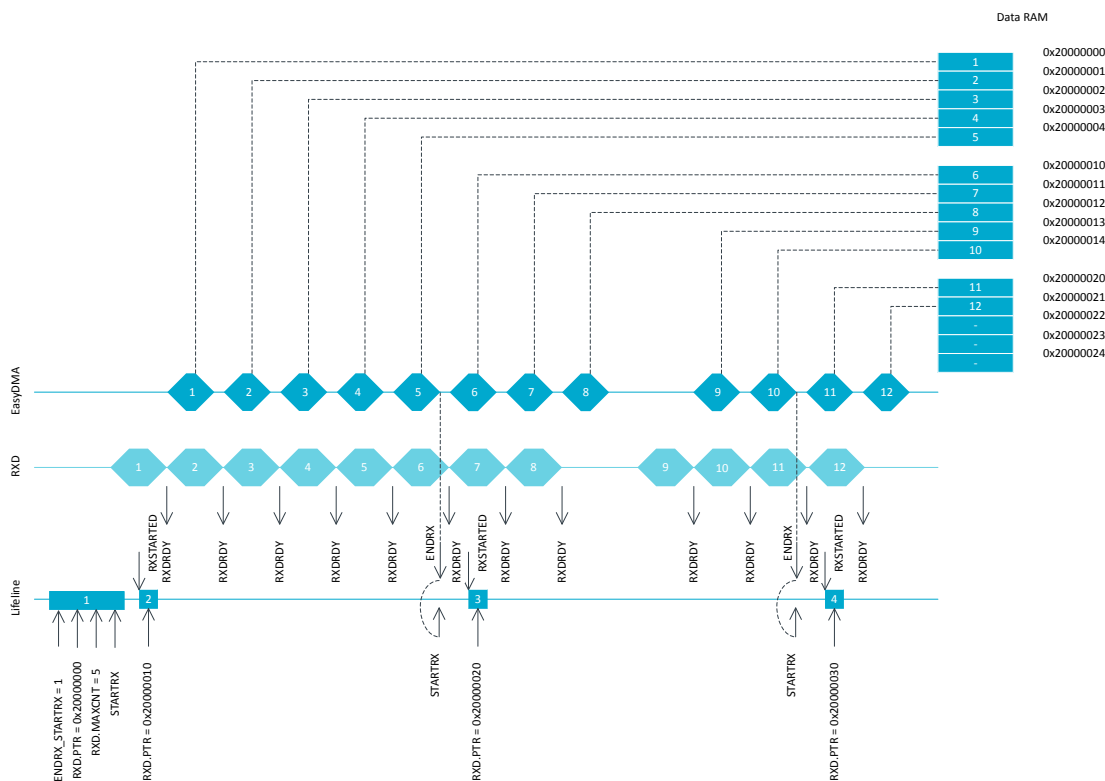 Data RAM
1
0x20000000
2
0x20000001
3
0x20000002
4
0x20000003
5
0x20000004
6
0x20000010
7
0x20000011
8
0x20000012
9
0x20000013
10
0x20000014
11
0x20000020
12
0x20000021
-
0x20000022
-
0x20000023
-
0x20000024
EasyDMA
1 2 3 4 5 6 7 8 9 10 11 12
RXD
1 2 3 4 5 6 7 8 9 10 11 12
RXSTARTED
RXDRDY
RXDRDY
RXDRDY
RXDRDY
RXDRDY
ENDRX
RXDRDY
RXSTARTED
RXDRDY
RXDRDY
RXDRDY
RXDRDY
ENDRX
RXDRDY
RXSTARTED
RXDRDY
Lifeline
1 2 3 4
ENDRX_STARTRX = 1
RXD.PTR = 0x20000000
RXD.MAXCNT = 5
STARTRX
RXD.PTR = 0x20000010
STARTRX
RXD.PTR = 0x20000020
STARTRX
RXD.PTR = 0x20000030